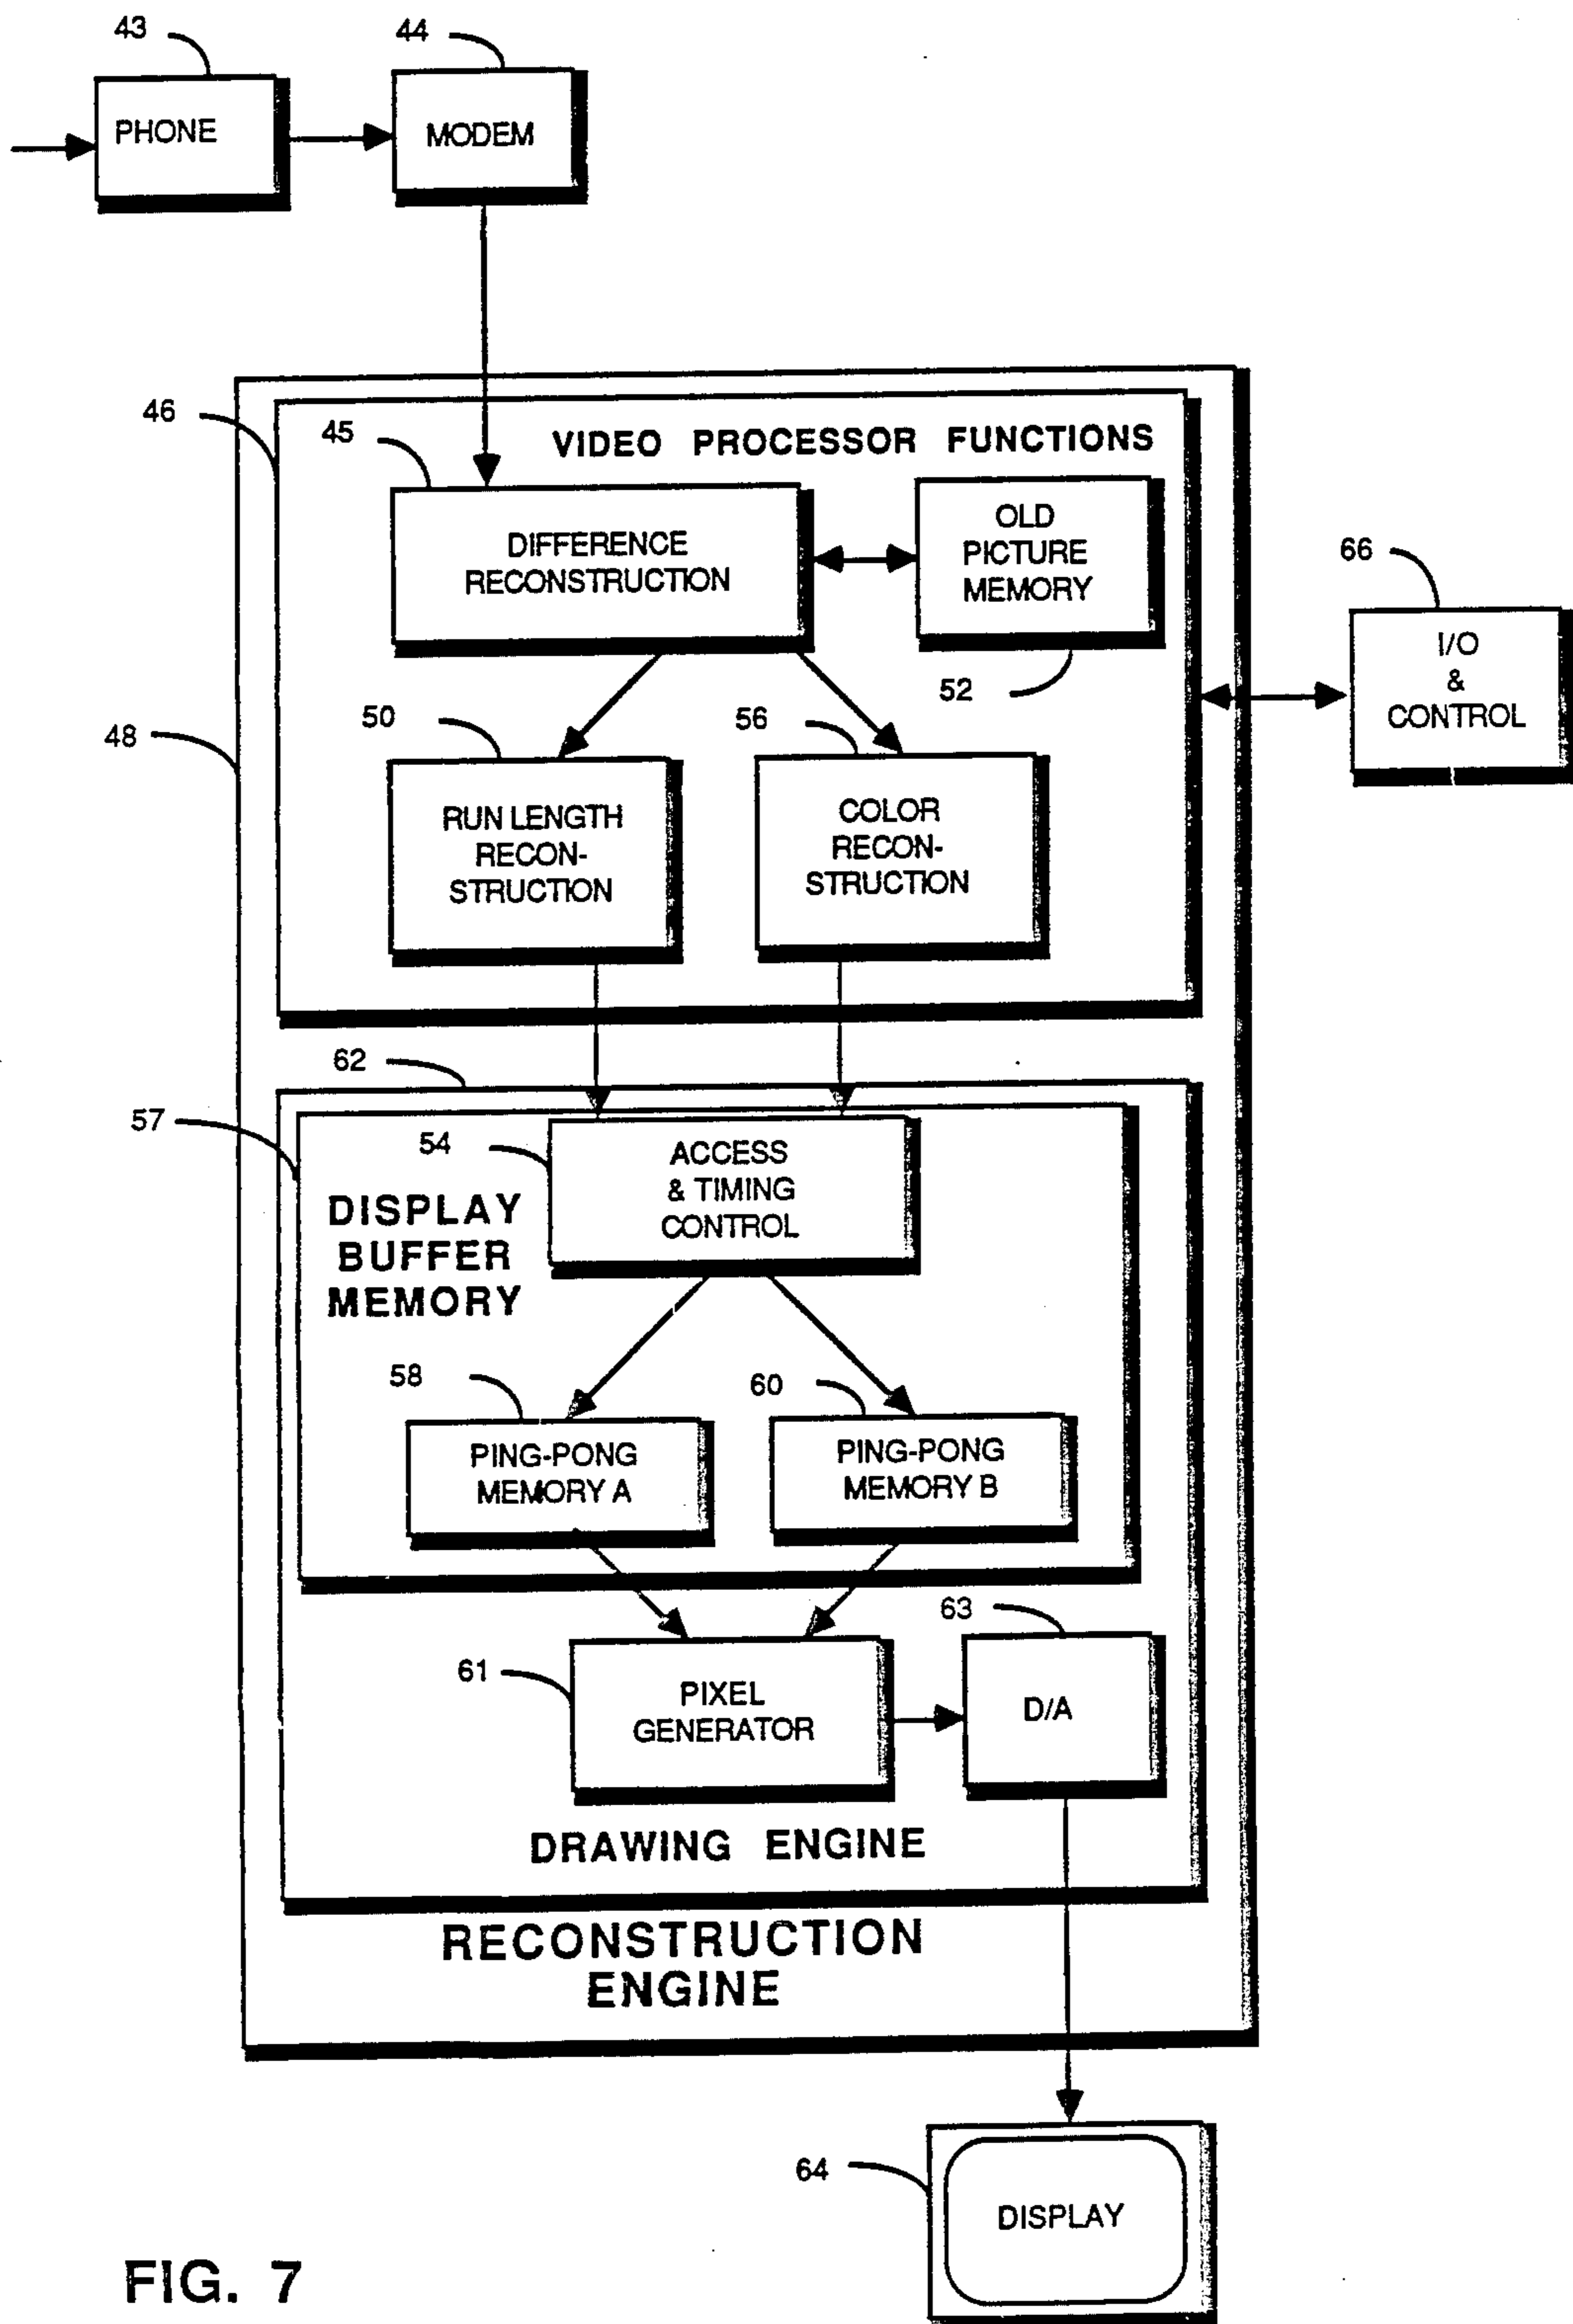 43
44
PHONE
MODEM
46
45
VIDEO PROCESSOR FUNCTIONS
DIFFERENCE
RECONSTRUCTION
OLD
PICTURE
MEMORY
66
I/O
&
CONTROL
52
50
56
48
RUN LENGTH
RECON-
STRUCTION
COLOR
RECON-
STRUCTION
62
57
54
ACCESS
& TIMING
CONTROL
DISPLAY
BUFFER
MEMORY
58
60
PING-PONG
MEMORY A
PING-PONG
MEMORY B
63
61
PIXEL
GENERATOR
D/A
DRAWING ENGINE
RECONSTRUCTION
ENGINE
64
DISPLAY
FIG. 7